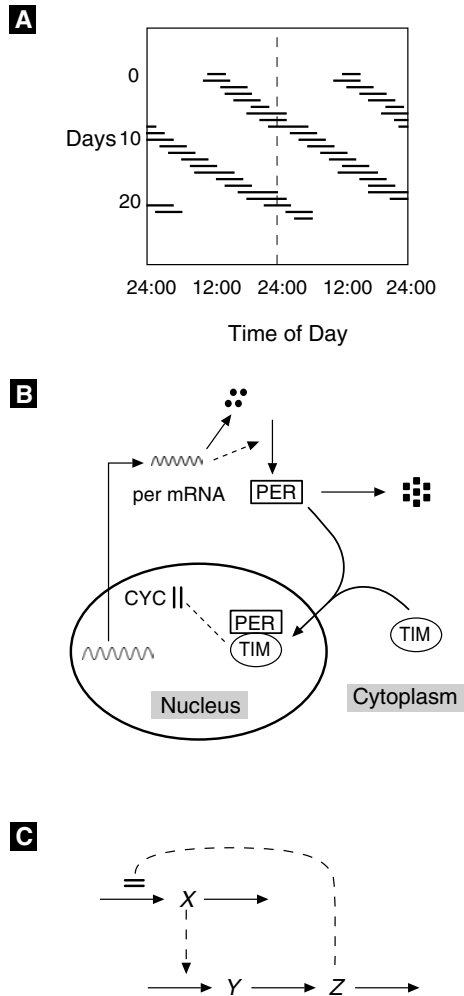 A
0
Days 10
20
24:00 12:00 24:00 12:00 24:00
Time of Day
B
per mRNA
PER
CYC
PER
TIM
TIM
Nucleus
Cytoplasm
C
X
Y
Z